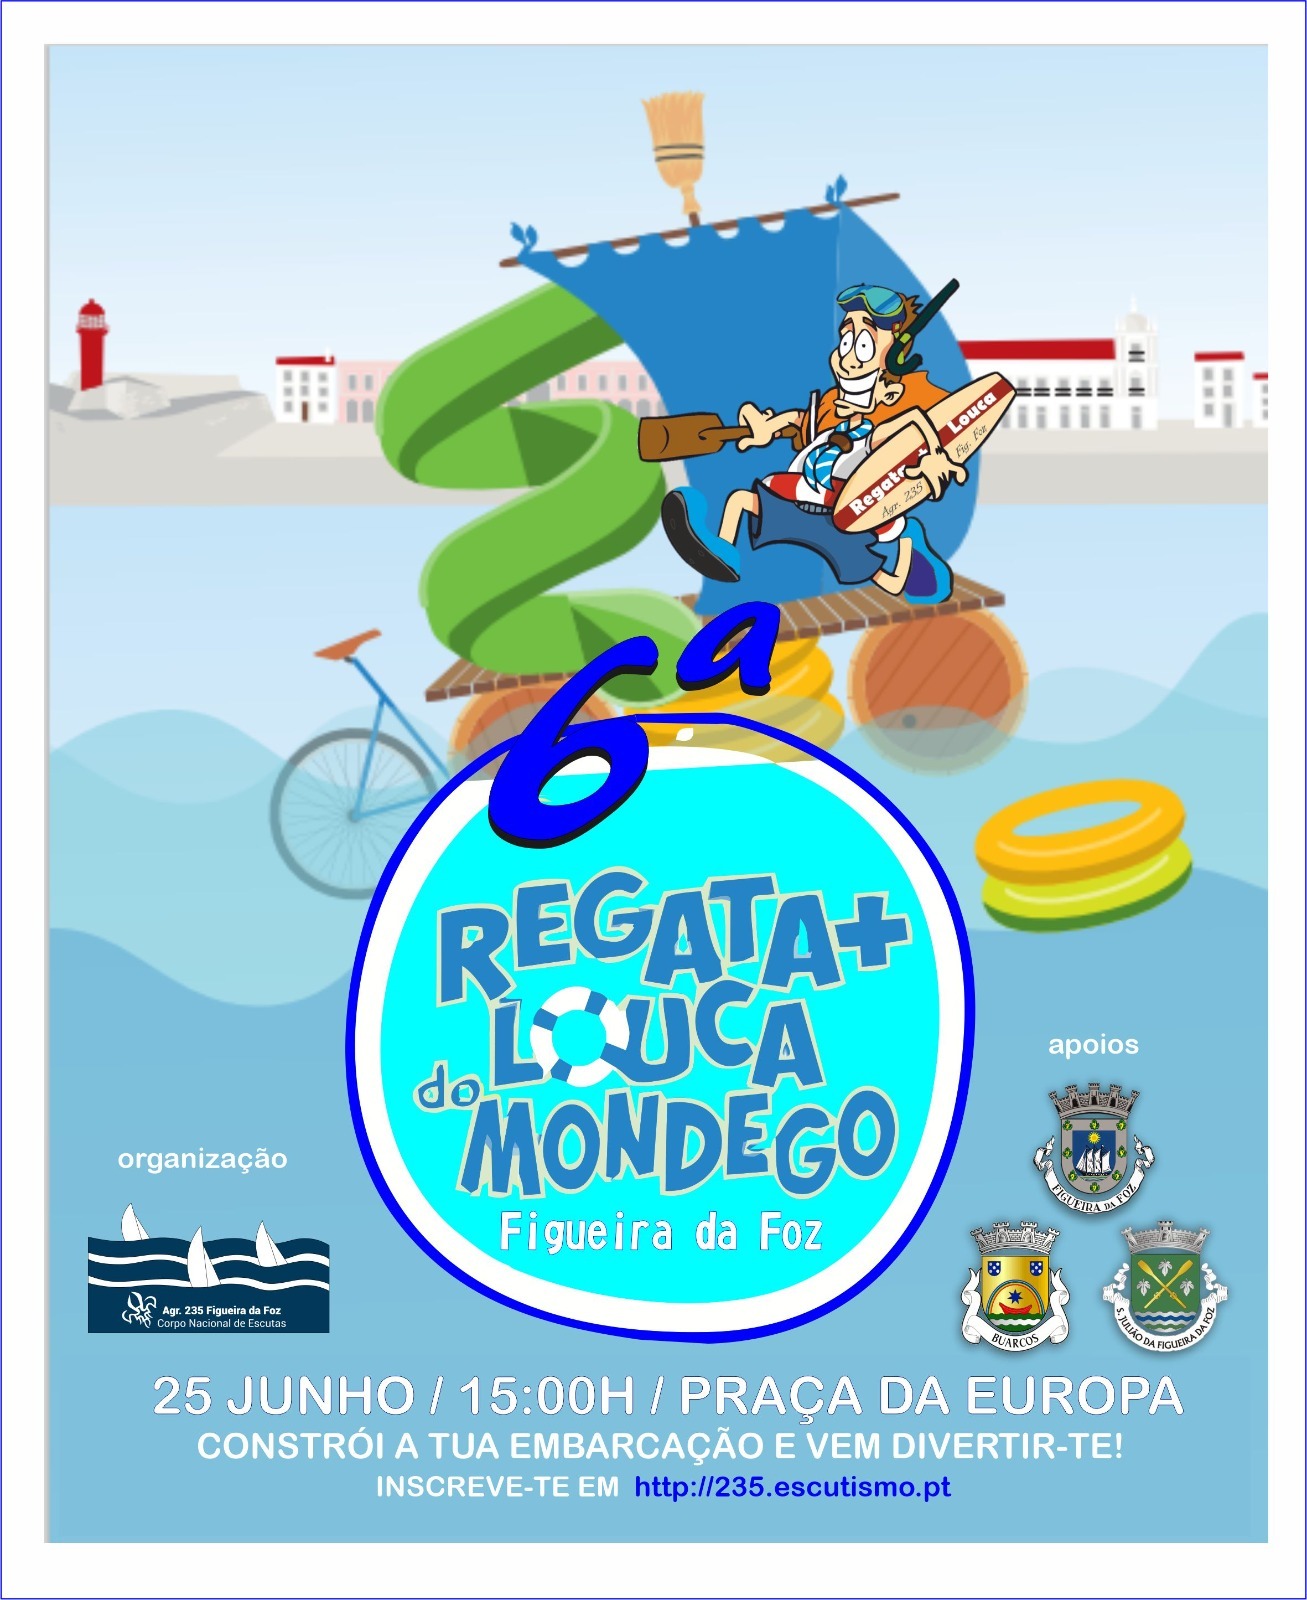 Regata +
Louca
Agr. 235
Fig. Foz
6ª
REGATA+
LOUCA
do
MONDEGO
Figueira da Foz
apoios
FIGUEIRA DA FOZ
BUARCOS
S. JULIÃO DA FIGUEIRA DA FOZ
organização
Agr. 235 Figueira da Foz
Corpo Nacional de Escutas
25 JUNHO / 15:00H / PRAÇA DA EUROPA
CONSTRÓI A TUA EMBARCAÇÃO E VEM DIVERTIR-TE!
INSCREVE-TE EM http://235.escutismo.pt